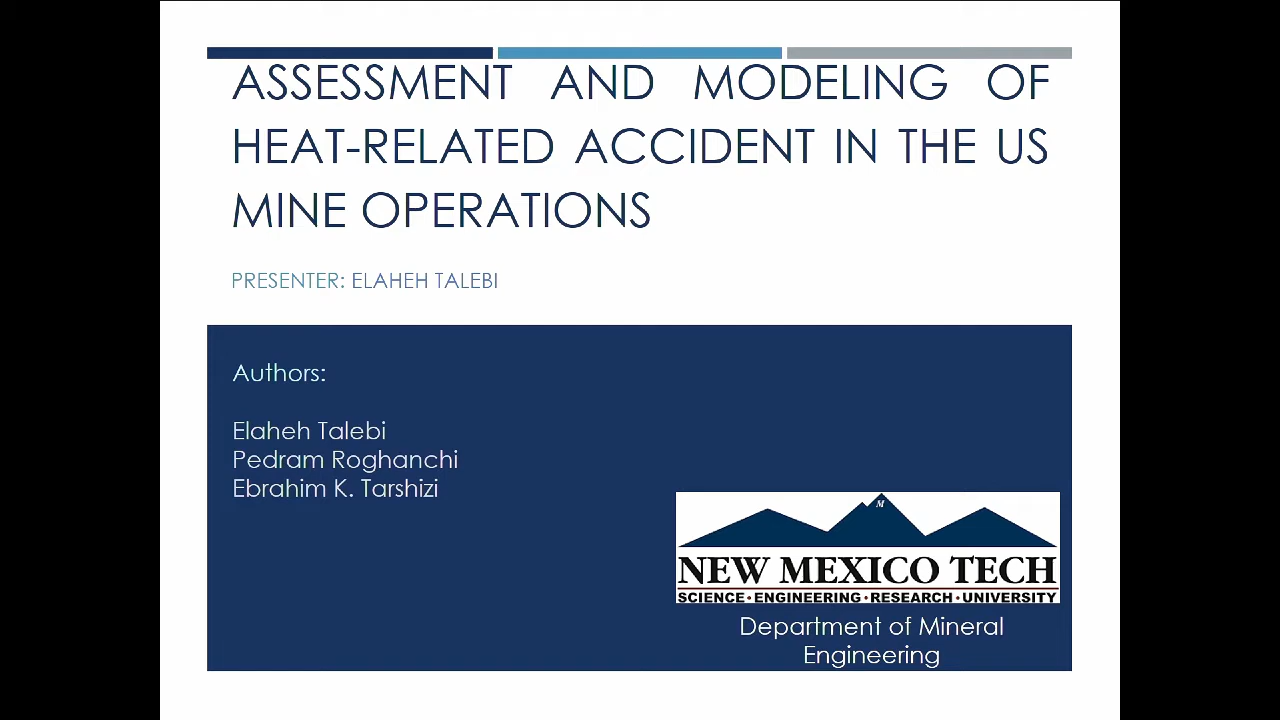 ASSESSMENT AND MODELING OF
HEAT-RELATED ACCIDENT IN THE US
MINE OPERATIONS
PRESENTER: ELAHEH TALEBI
Authors:
Elaheh Talebi
Pedram Roghanchi
Ebrahim K. Tarshizi
M
NEW MEXICO TECH
SCIENCE•ENGINEERING•RESEARCH•UNIVERSITY
Department of Mineral
Engineering